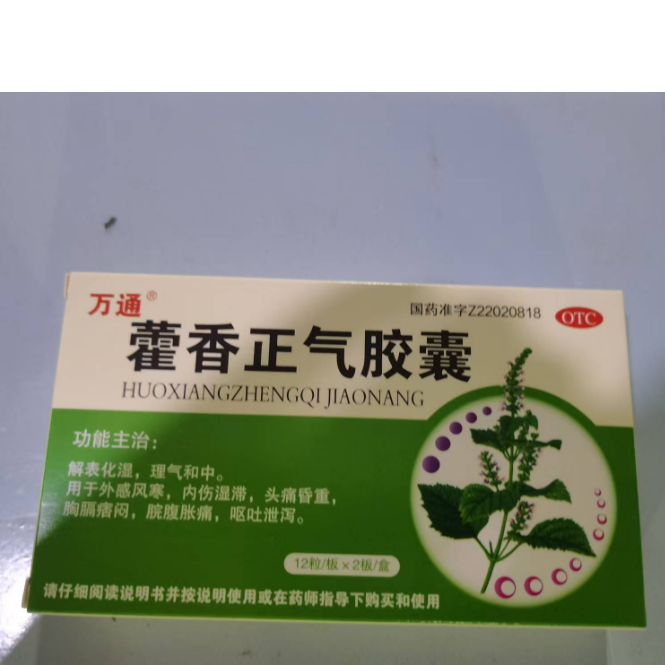 万通®
国药准字Z22020818
OTC
藿香正气胶囊
HUOXIANGZHENGQI JIAONANG
功能主治：
解表化湿，理气和中。
用于外感风寒，内伤湿滞，头痛昏重，
胸膈痞闷，脘腹胀痛，呕吐泄泻。
12粒/板×2板/盒
请仔细阅读说明书并按说明使用或在药师指导下购买和使用